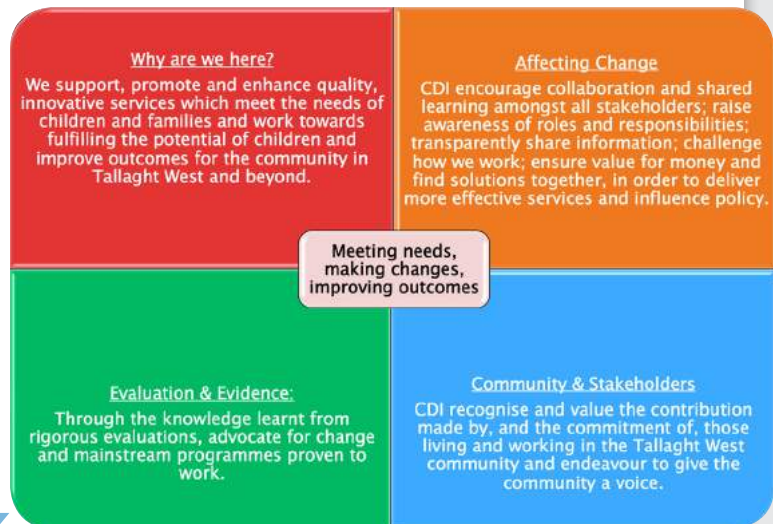 Why are we here?
We support, promote and enhance quality,
innovative services which meet the needs of
children and families and work towards
fulfilling the potential of children and
improve outcomes for the community in
Tallaght West and beyond.
Affecting Change
CDI encourage collaboration and shared
learning amongst all stakeholders; raise
awareness of roles and responsibilities;
transparently share information; challenge
how we work; ensure value for money and
find solutions together, in order to deliver
more effective services and influence policy.
Meeting needs,
making changes,
improving outcomes
Evaluation & Evidence:
Through the knowledge learnt from
rigorous evaluations, advocate for change
and mainstream programmes proven to
work.
Community & Stakeholders
CDI recognise and value the contribution
made by, and the commitment of, those
living and working in the Tallaght West
community and endeavour to give the
community a voice.